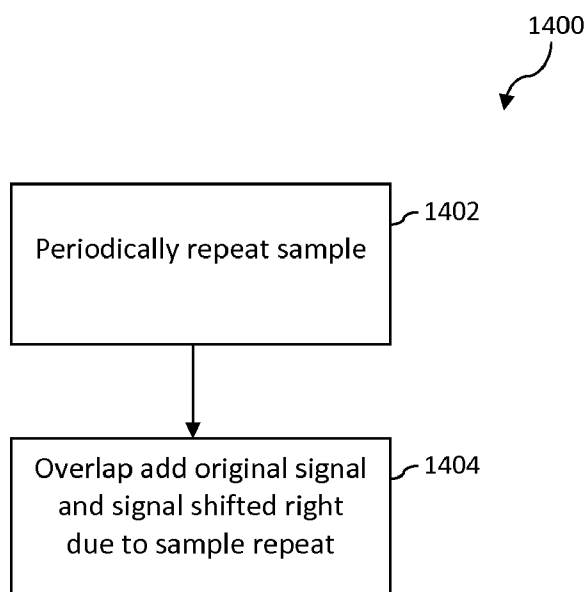 1400
Periodically repeat sample
1402
Overlap add original signal
and signal shifted right
due to sample repeat
1404